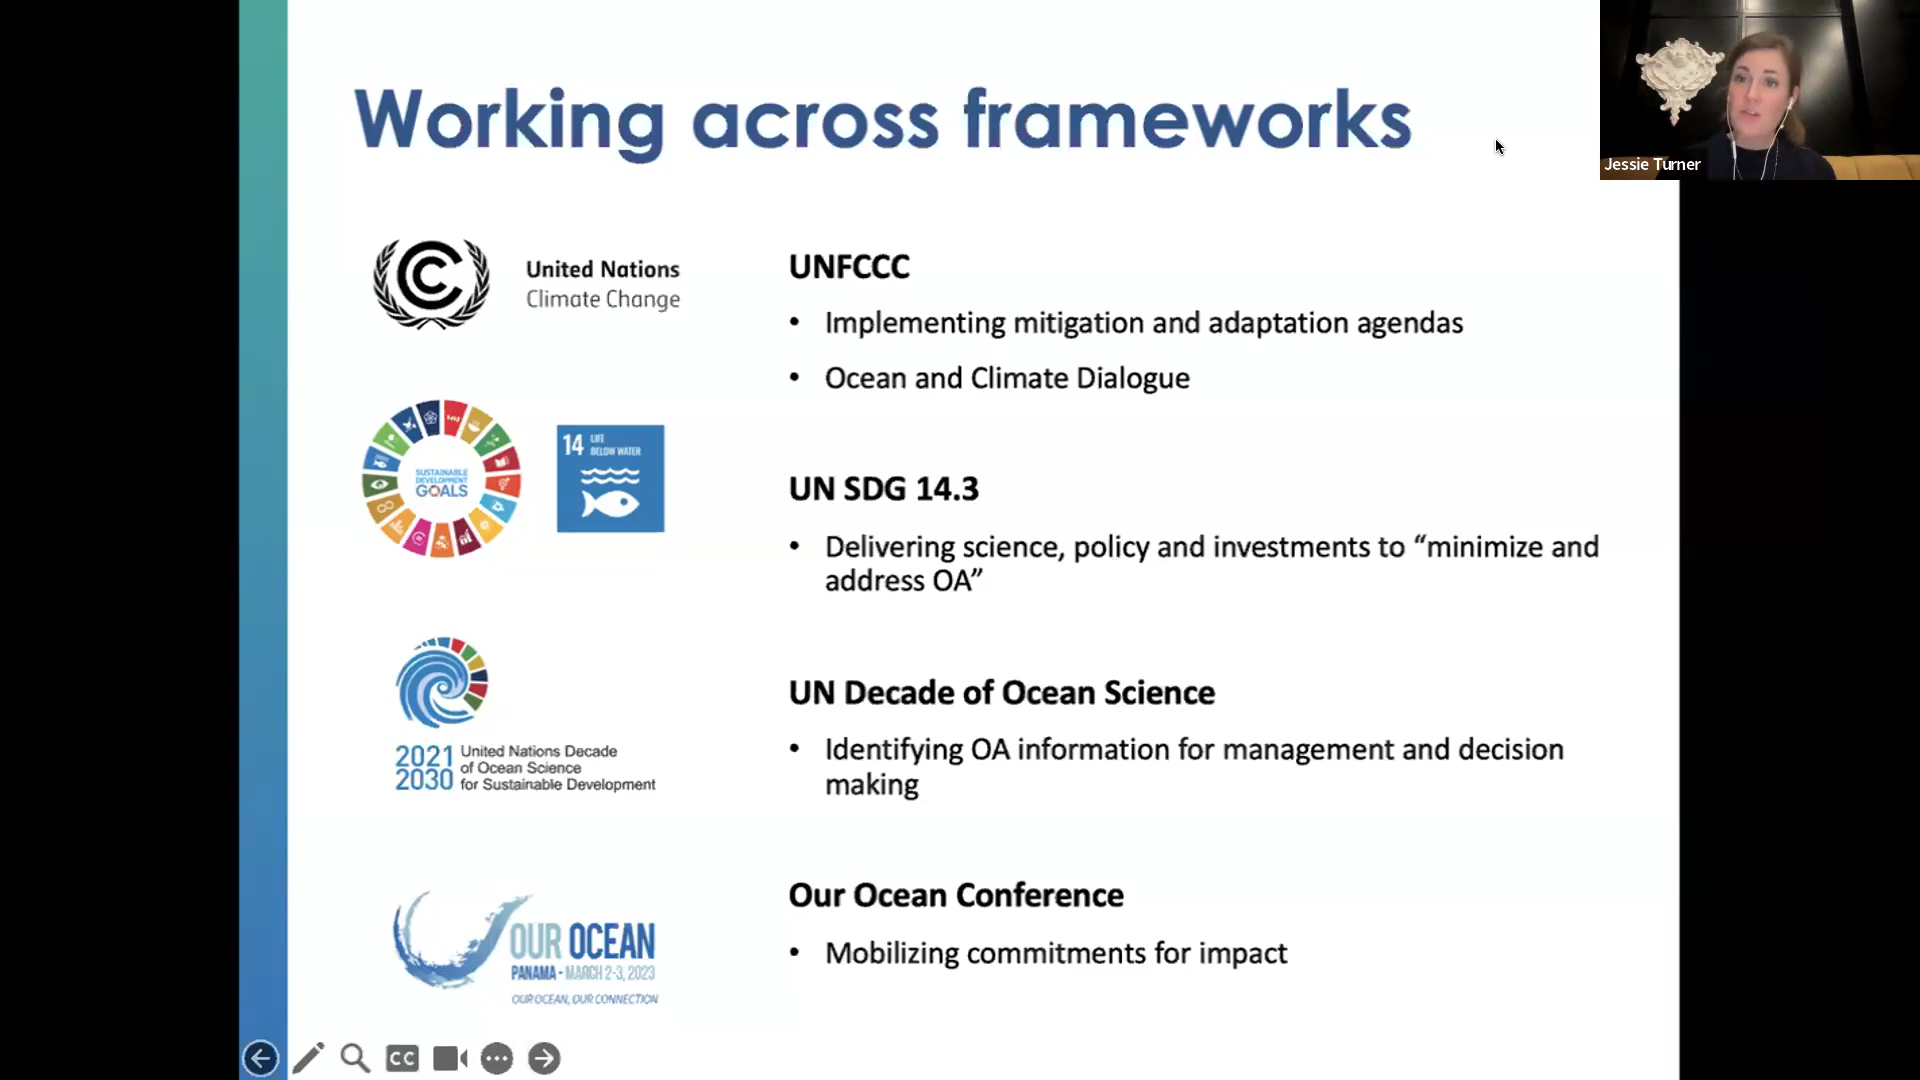 Working across frameworks
Jessie Turner
United Nations
Climate Change
UNFCCC
• Implementing mitigation and adaptation agendas
• Ocean and Climate Dialogue
SUSTAINABLE
DEVELOPMENT
GOALS
14 LIFE
BELOW WATER
UN SDG 14.3
• Delivering science, policy and investments to “minimize and
address OA”
2021 United Nations Decade
of Ocean Science
2030 for Sustainable Development
UN Decade of Ocean Science
• Identifying OA information for management and decision
making
OUR OCEAN
PANAMA - MARCH 2-3, 2023
OUR OCEAN, OUR CONNECTION
Our Ocean Conference
• Mobilizing commitments for impact
CC